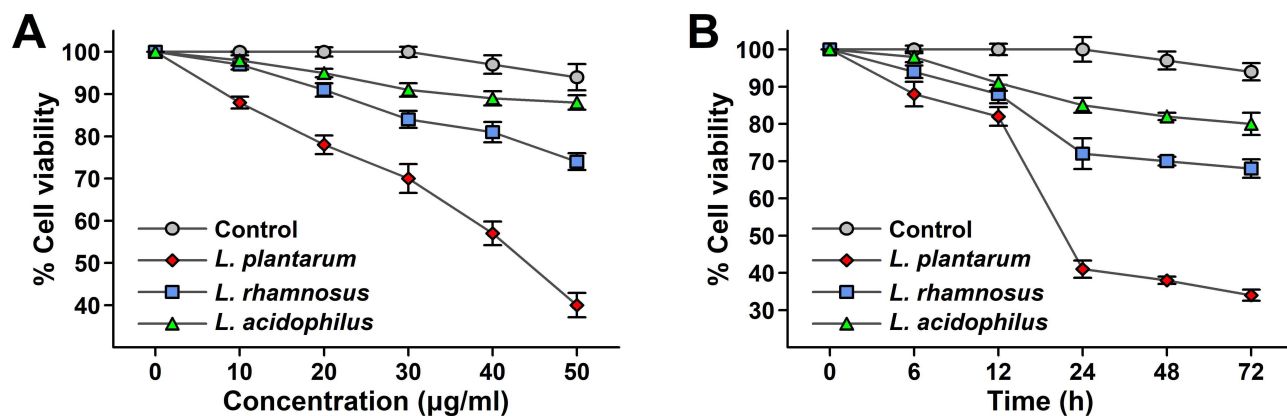 A
% Cell viability
100
90
80
70
60
50
40
Control
L. plantarum
L. rhamnosus
L. acidophilus
0 10 20 30 40 50
Concentration (µg/ml)
B
% Cell viability
100
90
80
70
60
50
40
30
Control
L. plantarum
L. rhamnosus
L. acidophilus
0 6 12 24 48 72
Time (h)